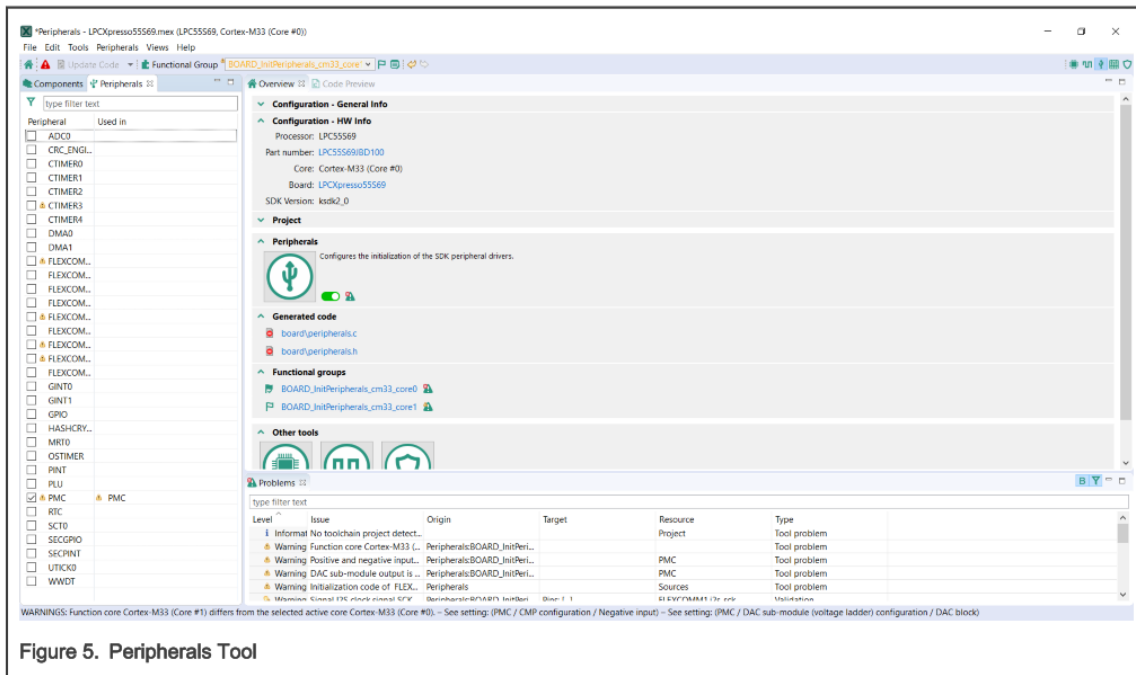 *Peripherals - LPCXpresso55S69.mex (LPC55S69, Cortex-M33 (Core #0))
File Edit Tools Peripherals Views Help
Update Code Functional Group BOARD_InitPeripherals_cm33_core
Components Peripherals
type filter text
Peripheral Used in
ADC0
CRC_ENGI...
CTIMER0
CTIMER1
CTIMER2
CTIMER3
CTIMER4
DMA0
DMA1
FLEXCOM...
FLEXCOM...
FLEXCOM...
FLEXCOM...
FLEXCOM...
FLEXCOM...
FLEXCOM...
FLEXCOM...
FLEXCOM...
GINT0
GINT1
GPIO
HASHCRY...
MRT0
OSTIMER
PINT
PLU
PMC PMC
RTC
SCT0
SECGPIO
SECPINT
UTICK0
WWDT
Overview Code Preview
Configuration - General Info
Configuration - HW Info
Processor: LPC55S69
Part number: LPC55S69JBD100
Core: Cortex-M33 (Core #0)
Board: LPCXpresso55S69
SDK Version: ksdk2_0
Project
Peripherals
Configures the initialization of the SDK peripheral drivers.
Generated code
board\peripherals.c
board\peripherals.h
Functional groups
BOARD_InitPeripherals_cm33_core0
BOARD_InitPeripherals_cm33_core1
Other tools
Problems
type filter text
Level Issue Origin Target Resource Type
Informat No toolchain project detect... Project Tool problem
Warning Function core Cortex-M33 (... Peripherals:BOARD_InitPeri... Tool problem
Warning Positive and negative input... Peripherals:BOARD_InitPeri... PMC Tool problem
Warning DAC sub-module output is ... Peripherals:BOARD_InitPeri... PMC Tool problem
Warning Initialization code of FLEX... Peripherals Sources Tool problem
Warning Signal I2S clock signal SCK Peripherals:BOARD_InitPeri Validation
WARNINGS: Function core Cortex-M33 (Core #1) differs from the selected active core Cortex-M33 (Core #0). – See setting: (PMC / CMP configuration / Negative input) – See setting: (PMC / DAC sub-module (voltage ladder) configuration / DAC block)
Figure 5. Peripherals Tool